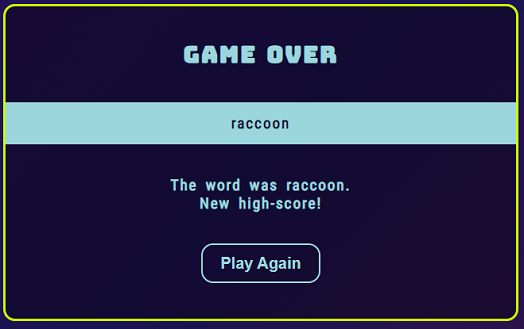 GAME OVER
raccoon
The word was raccoon.
New high-score!
Play Again